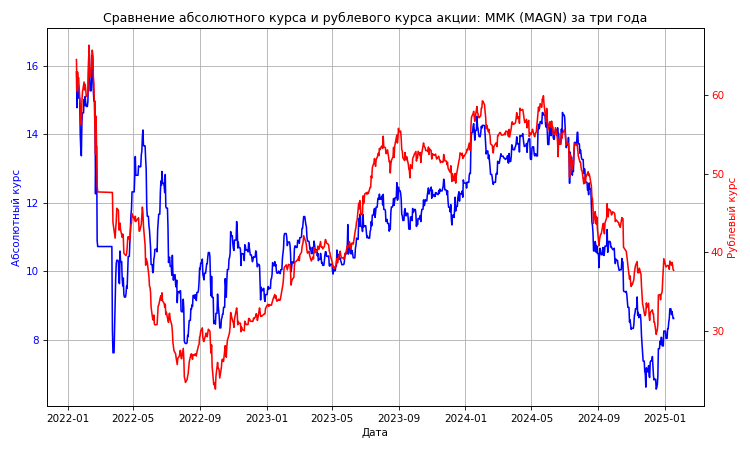 Сравнение абсолютного курса и рублевого курса акции: ММК (MAGN) за три года
16
14
12
10
8
Абсолютный курс
60
50
40
30
Рублевый курс
2022-01 2022-05 2022-09 2023-01 2023-05 2023-09 2024-01 2024-05 2024-09 2025-01
Дата